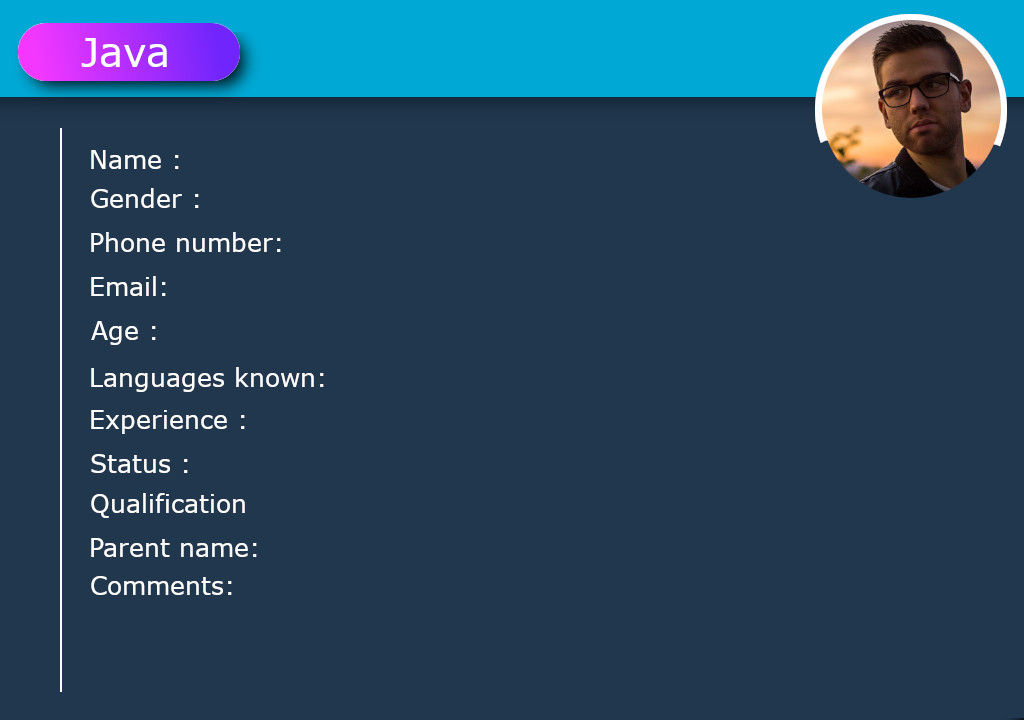 Java
Name :
Gender :
Phone number:
Email:
Age :
Languages known:
Experience :
Status :
Qualification
Parent name:
Comments: